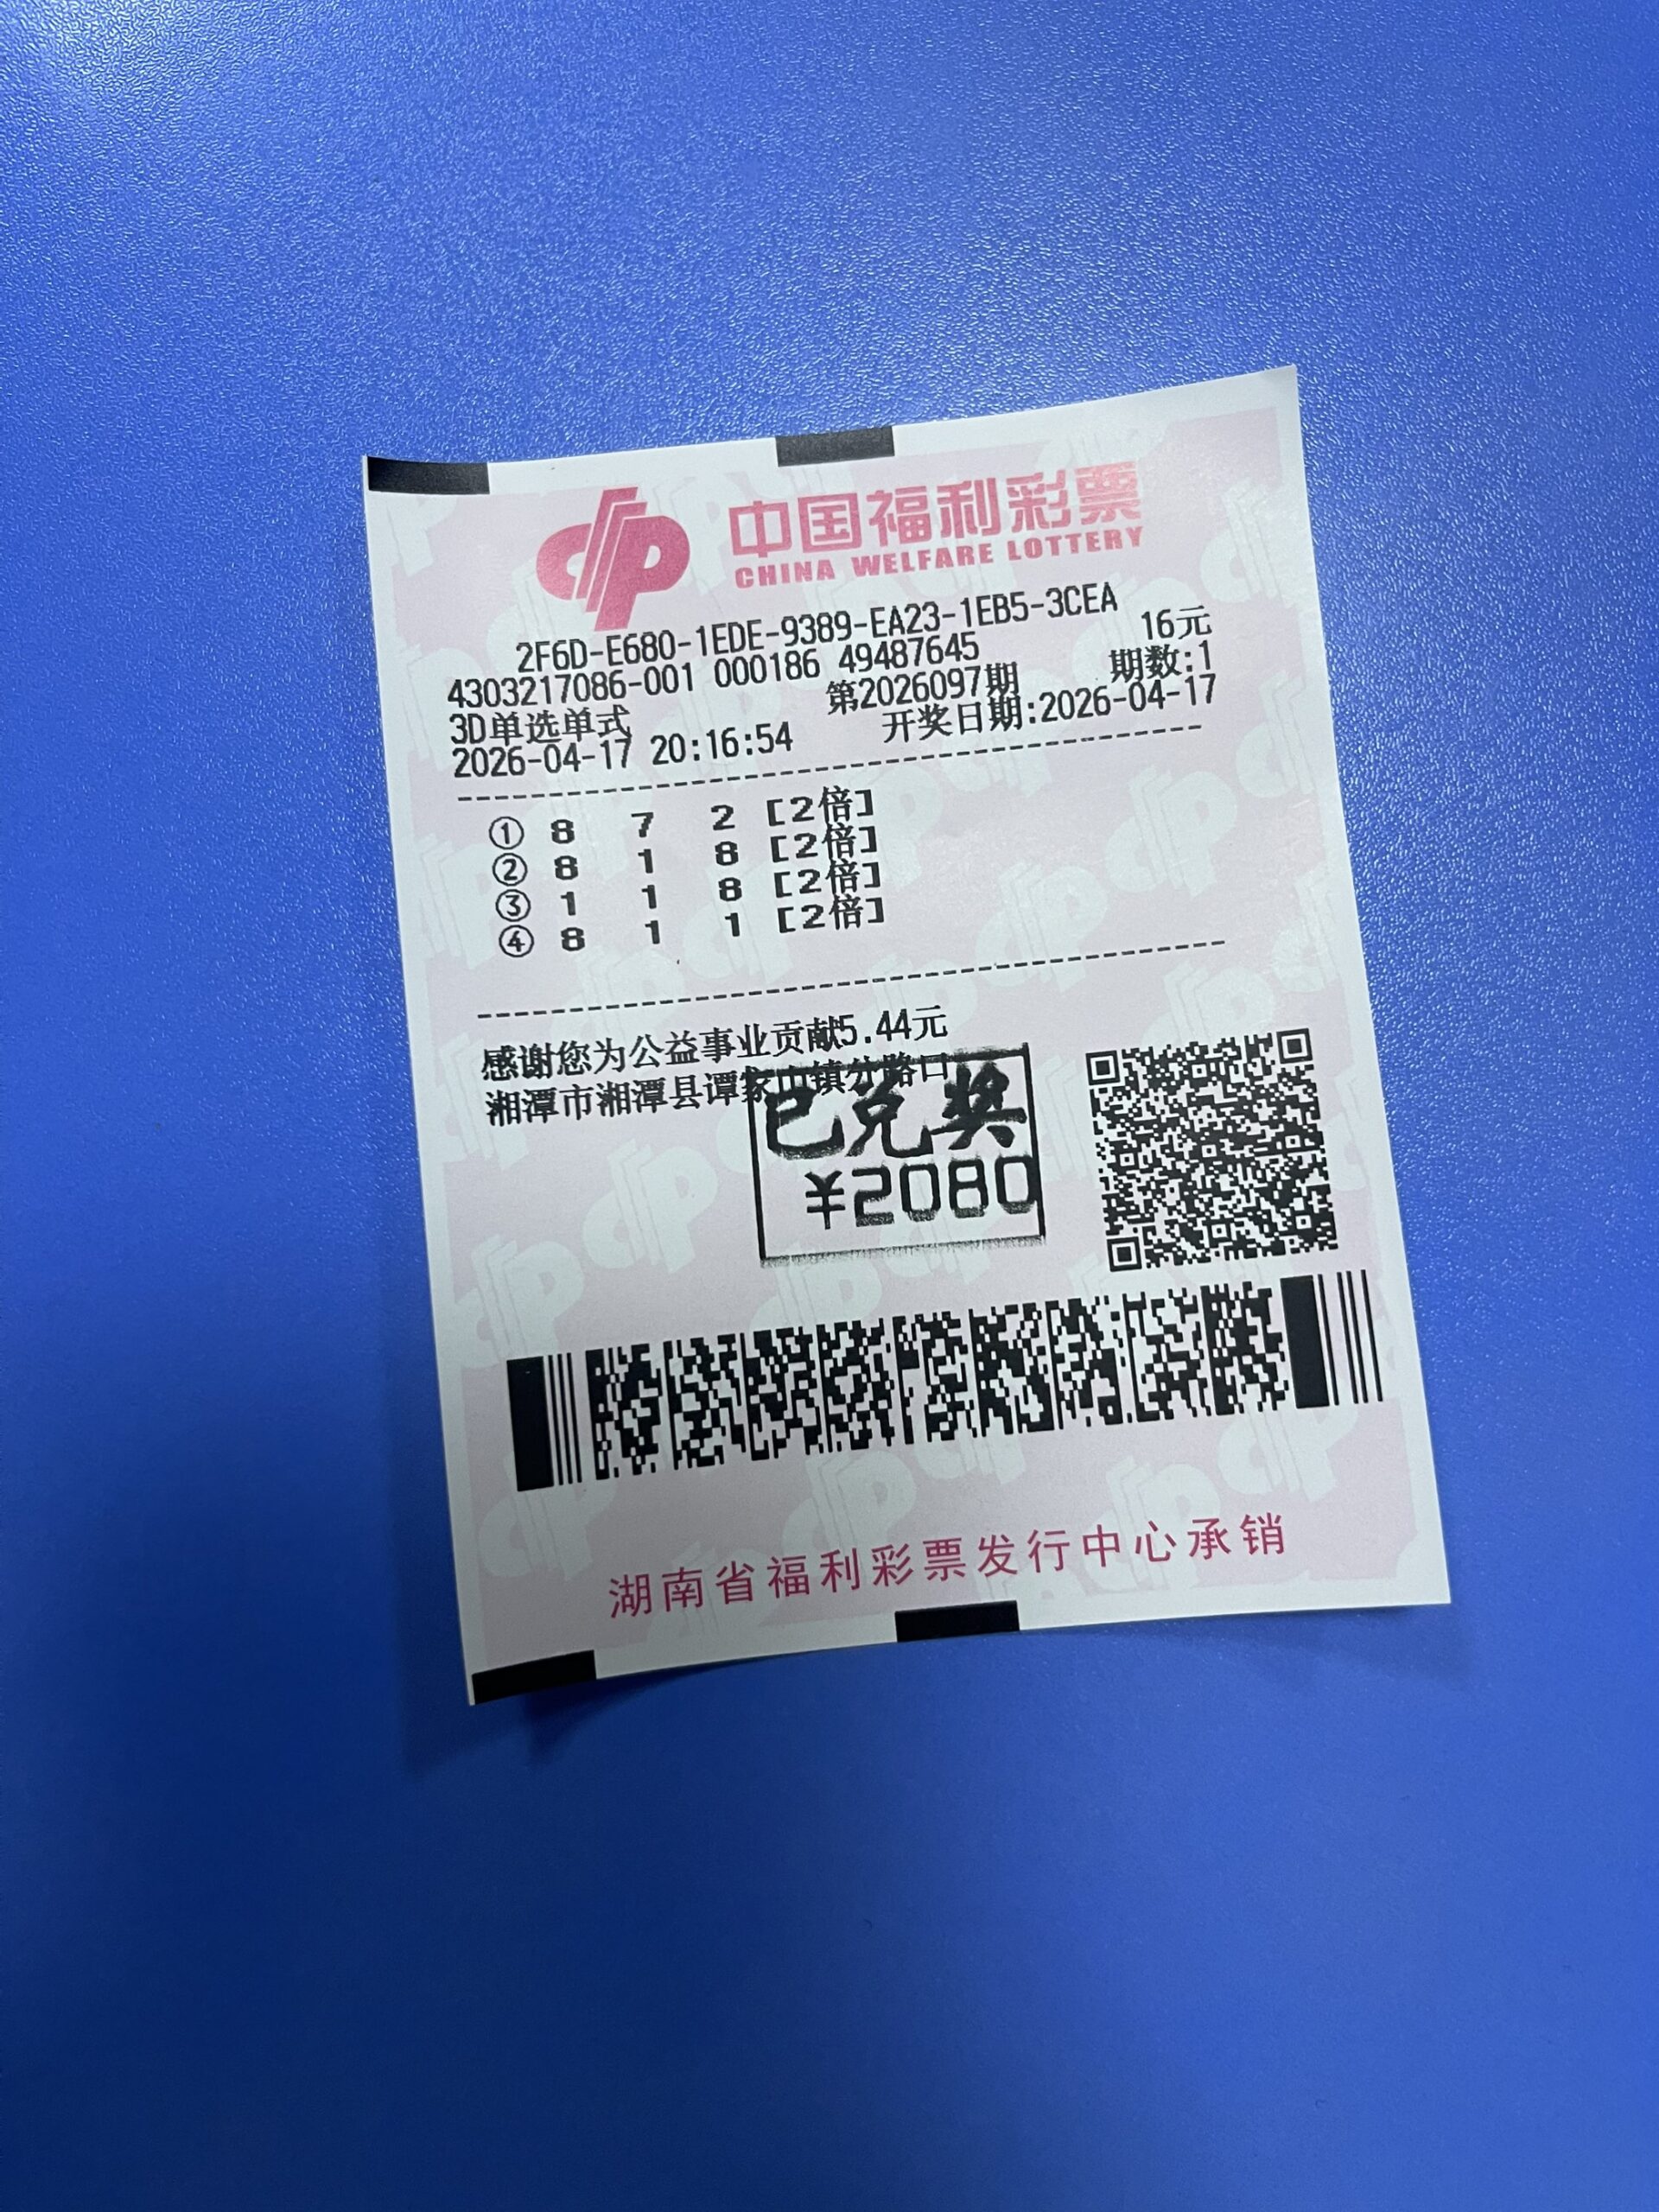 中国福利彩票
CHINA WELFARE LOTTERY
2F6D-E680-1EDE-9389-EA23-1EB5-3CEA
4303217086-001 000186 49487645 16元
3D单选单式 第2026097期 期数:1
2026-04-17 20:16:54 开奖日期:2026-04-17
① 8 7 2 [2倍]
② 8 1 8 [2倍]
③ 1 1 8 [2倍]
④ 8 1 1 [2倍]
感谢您为公益事业贡献5.44元
湘潭市湘潭县谭家山镇分路口
已兑奖
¥2080
湖南省福利彩票发行中心承销